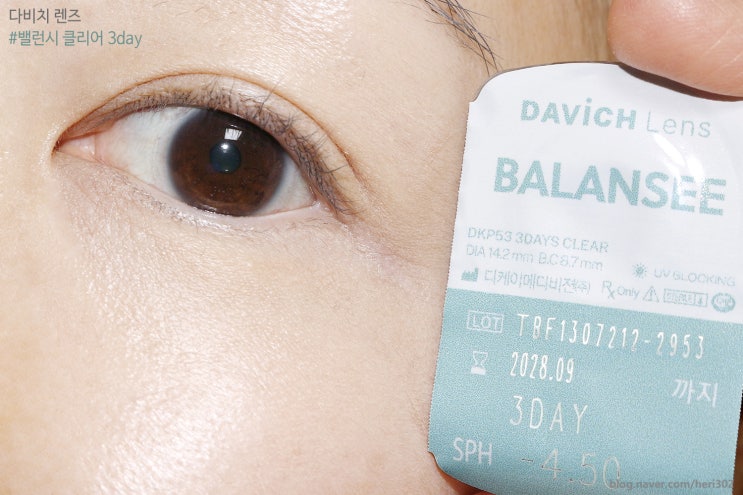 다비치 렌즈
#밸런시 클리어 3day
DAViCH Lens
BALANSEE
DKP53 3DAYS CLEAR
DIA 14.2mm B.C 8.7mm
UV BLOCKING
디케이메디비젼(주) Rx Only
LOT TBF1307212-2953
2028.09 까지
3DAY
SPH -4.50
blog.naver.com/heri302